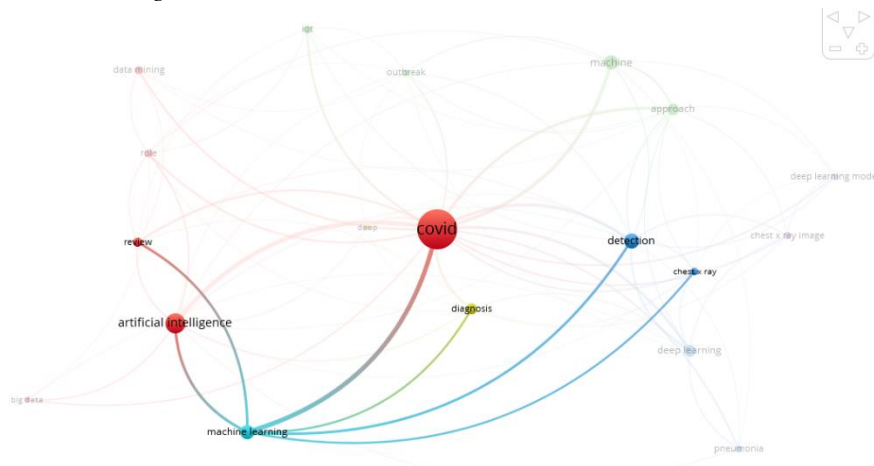 iot
data mining
outbreak
machine
approach
role
deep learning mode
deep
covid
chest x ray image
review
detection
chest x ray
diagnosis
artificial intelligence
deep learning
big data
machine learning
pneumonia